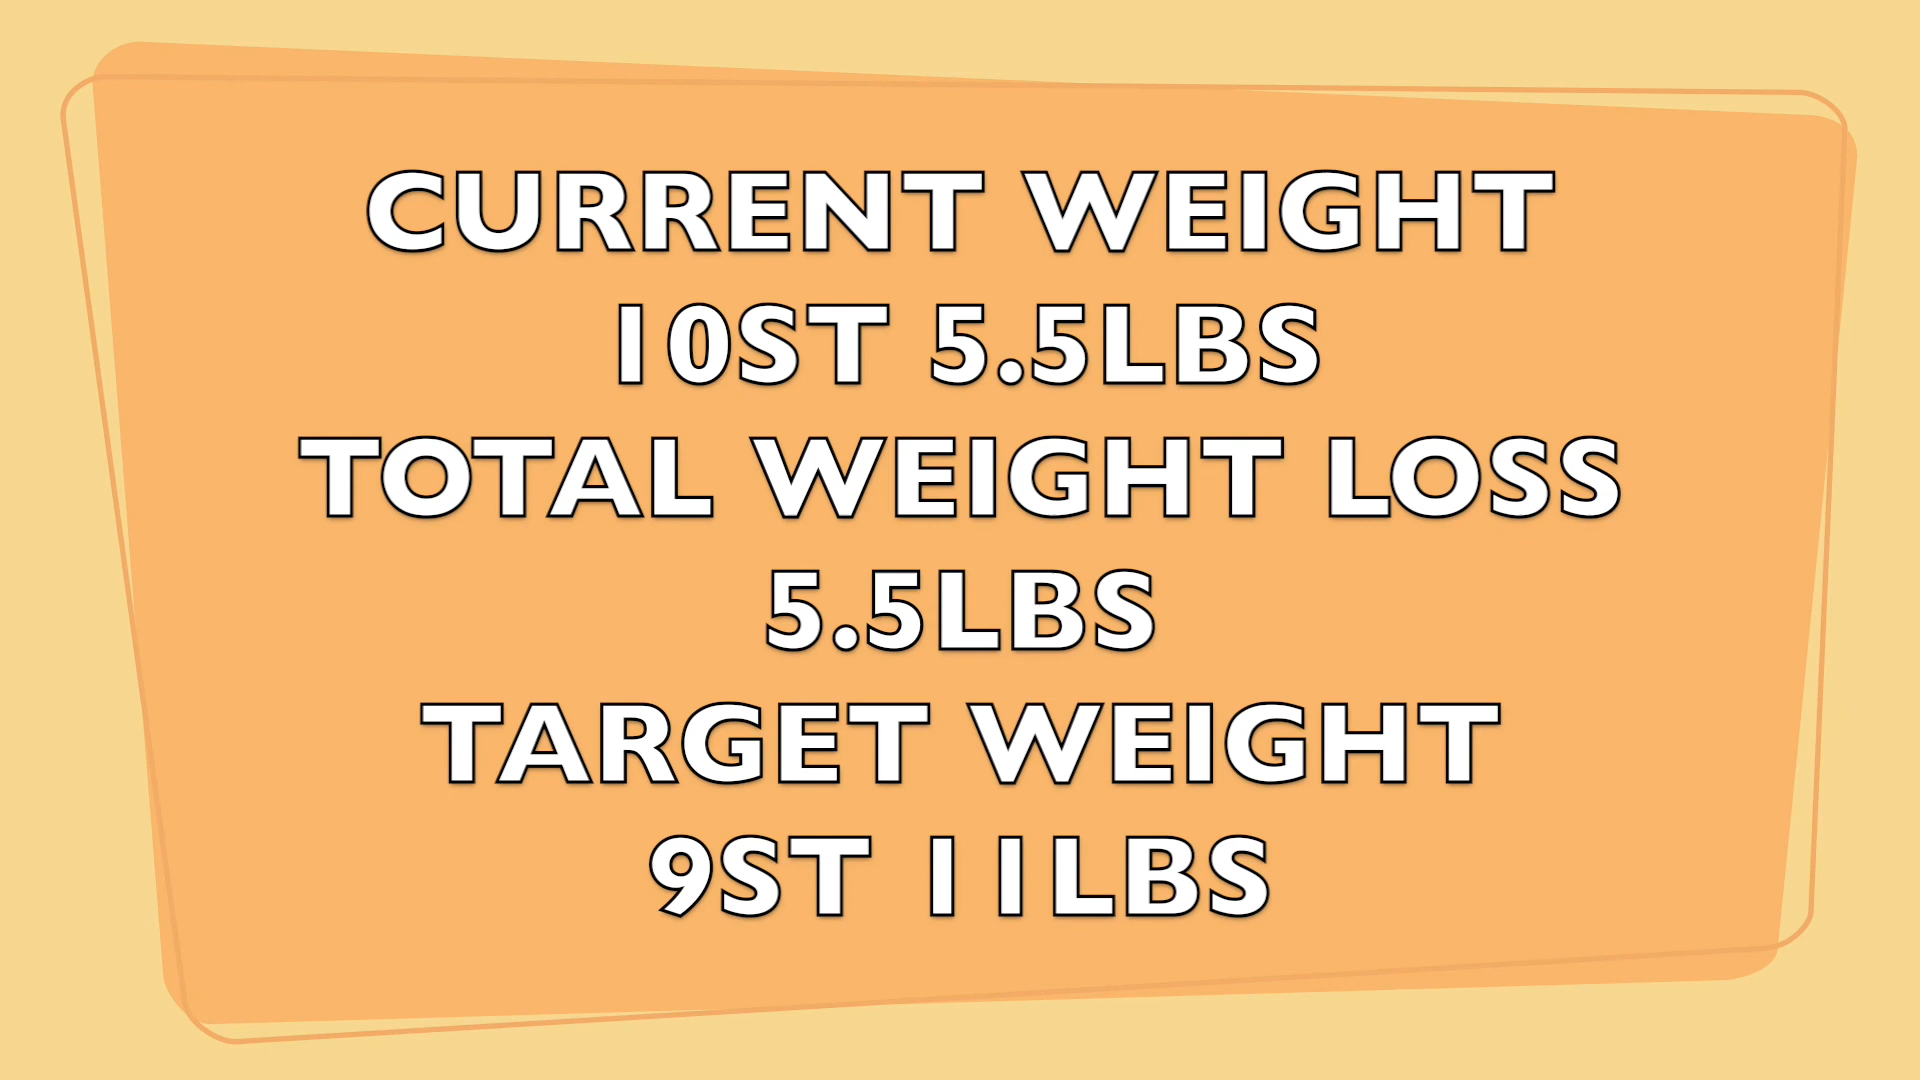 CURRENT WEIGHT
10ST 5.5LBS
TOTAL WEIGHT LOSS
5.5LBS
TARGET WEIGHT
9ST 11LBS